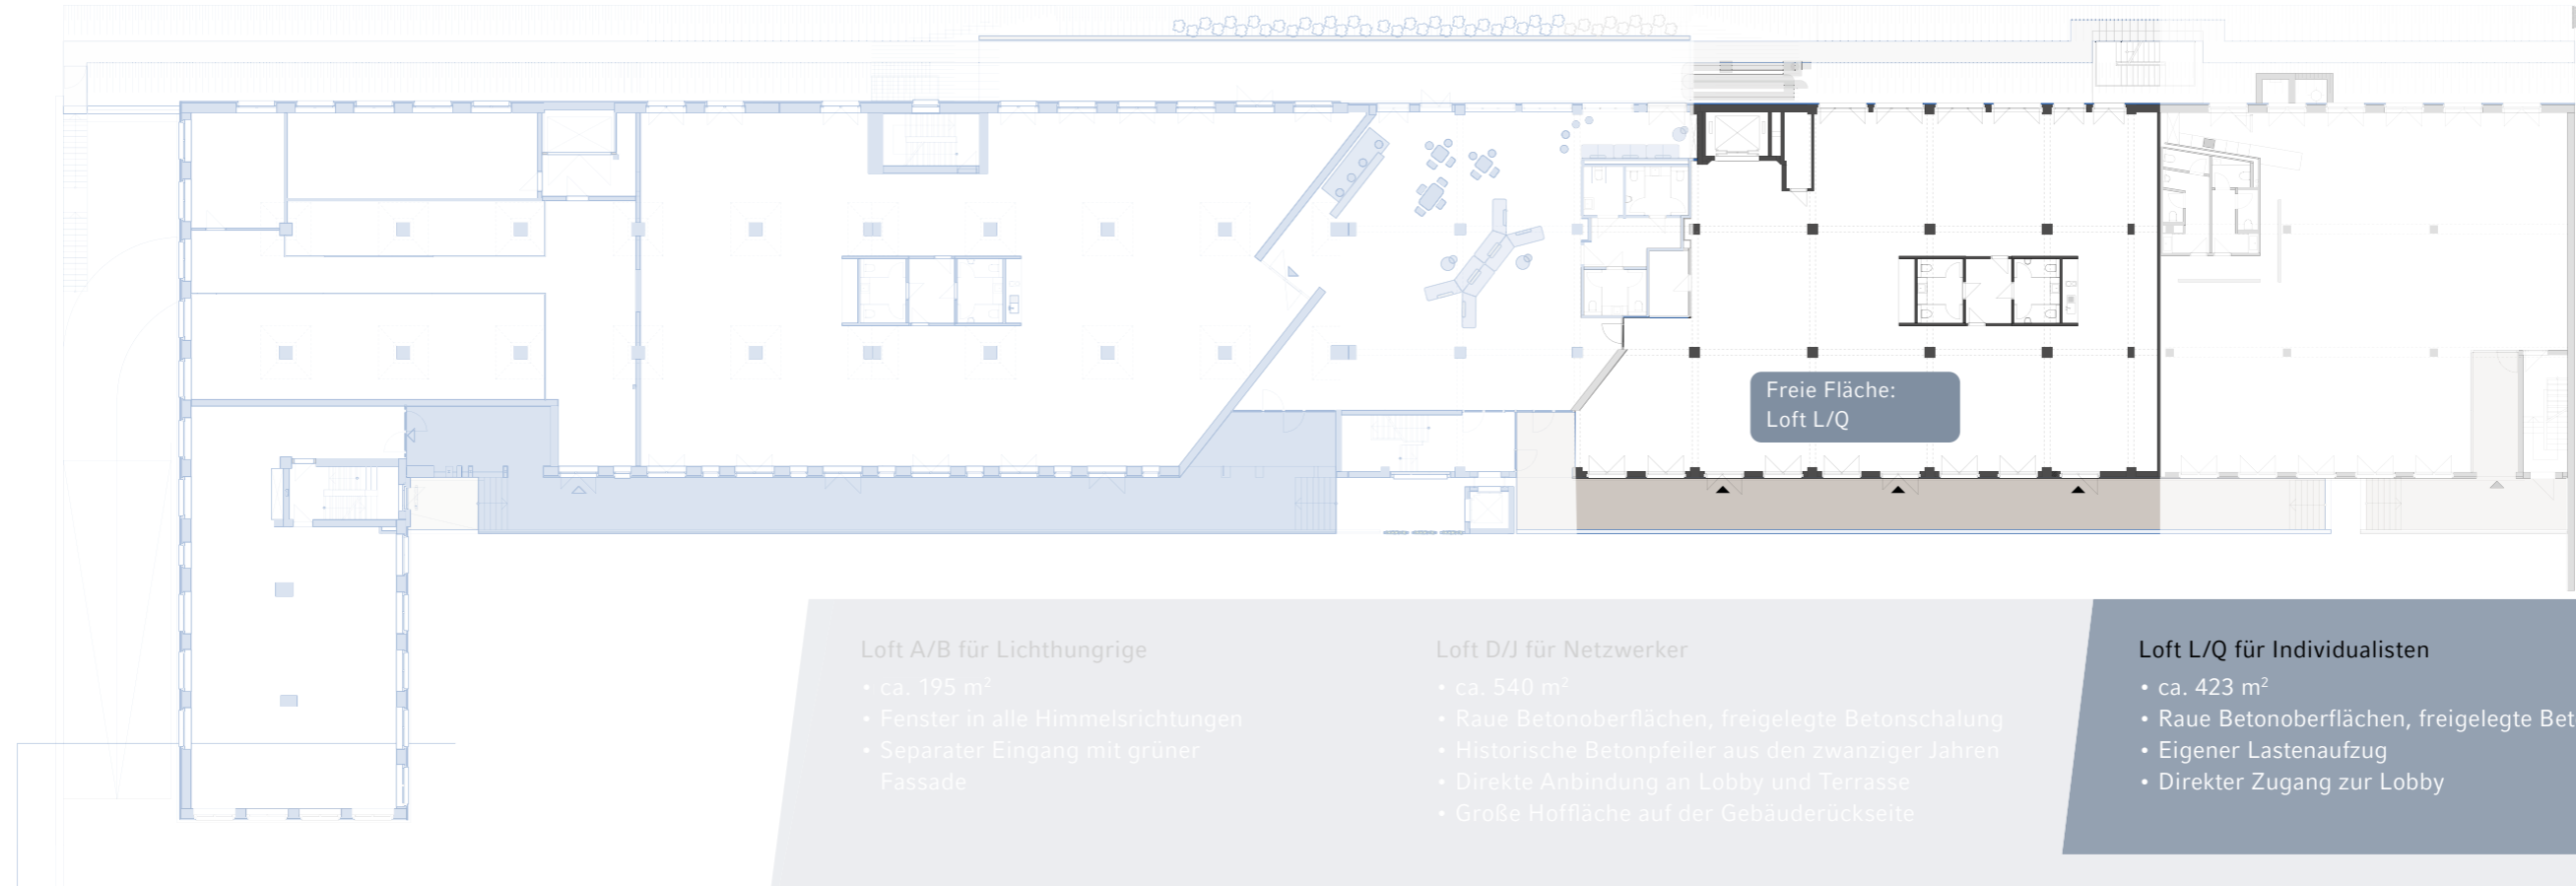 Freie Fläche:
Loft L/Q
Loft A/B für Lichthungrige
• ca. 195 m²
• Fenster in alle Himmelsrichtungen
• Separater Eingang mit grüner
Fassade
Loft D/J für Netzwerker
• ca. 540 m²
• Raue Betonoberflächen, freigelegte Betonschalung
• Historische Betonpfeiler aus den zwanziger Jahren
• Direkte Anbindung an Lobby und Terrasse
• Große Hoffläche auf der Gebäuderückseite
Loft L/Q für Individualisten
• ca. 423 m²
• Raue Betonoberflächen, freigelegte Bet
• Eigener Lastenaufzug
• Direkter Zugang zur Lobby